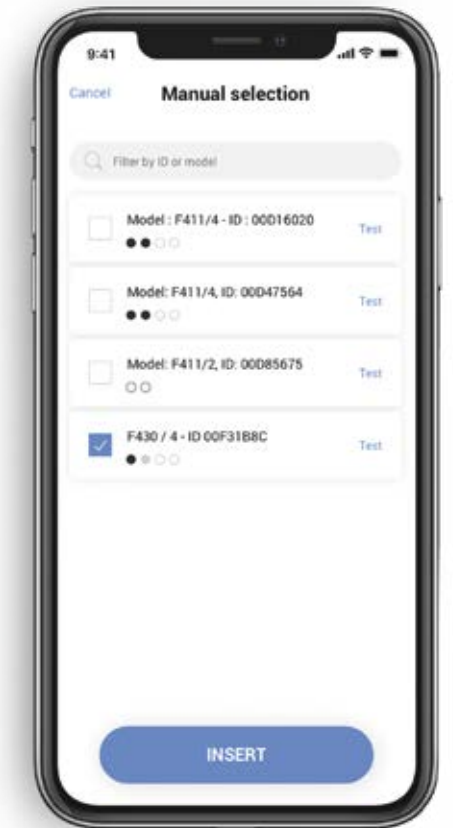 9:41
Cancel Manual selection
Filter by ID or model
Model : F411/4 - ID : 00D16020
Test
Model: F411/4, ID: 00D47564
Test
Model: F411/2, ID: 00D85675
Test
F430 / 4 - ID 00F31B8C
Test
INSERT